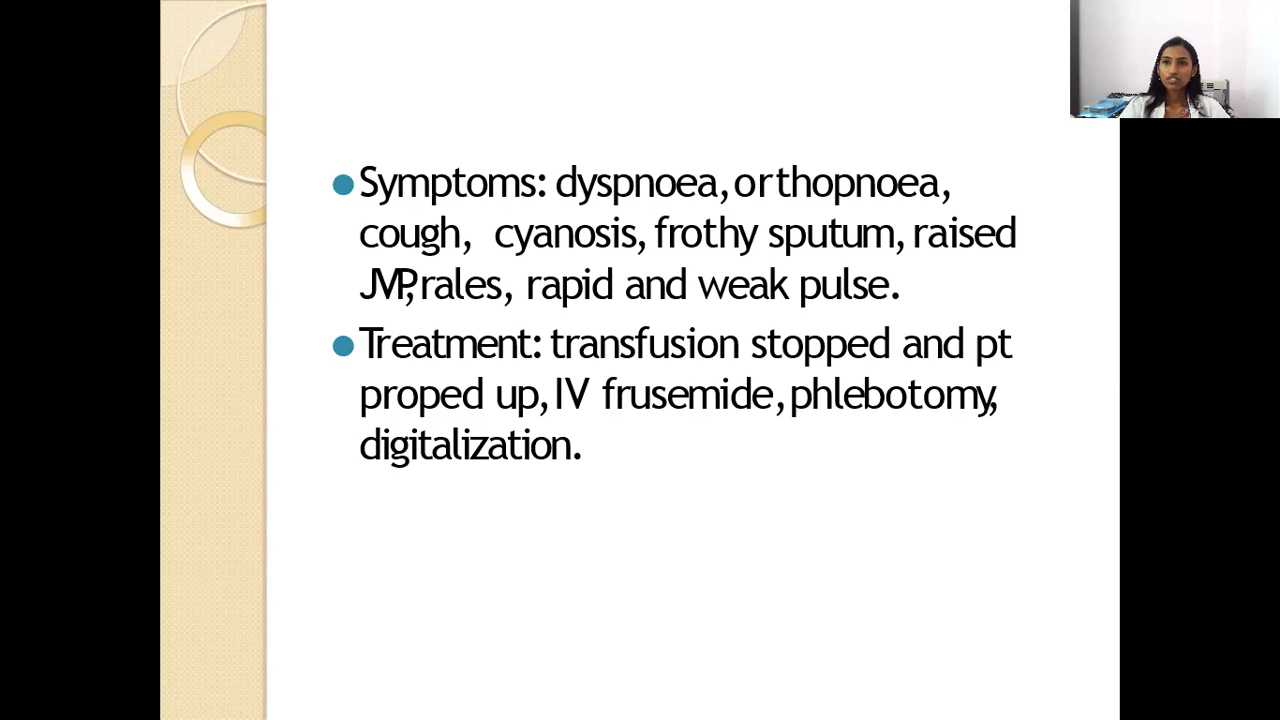 Symptoms: dyspnoea, orthopnoea,
cough, cyanosis, frothy sputum, raised
JVP, rales, rapid and weak pulse.
Treatment: transfusion stopped and pt
proped up, IV frusemide, phlebotomy,
digitalization.